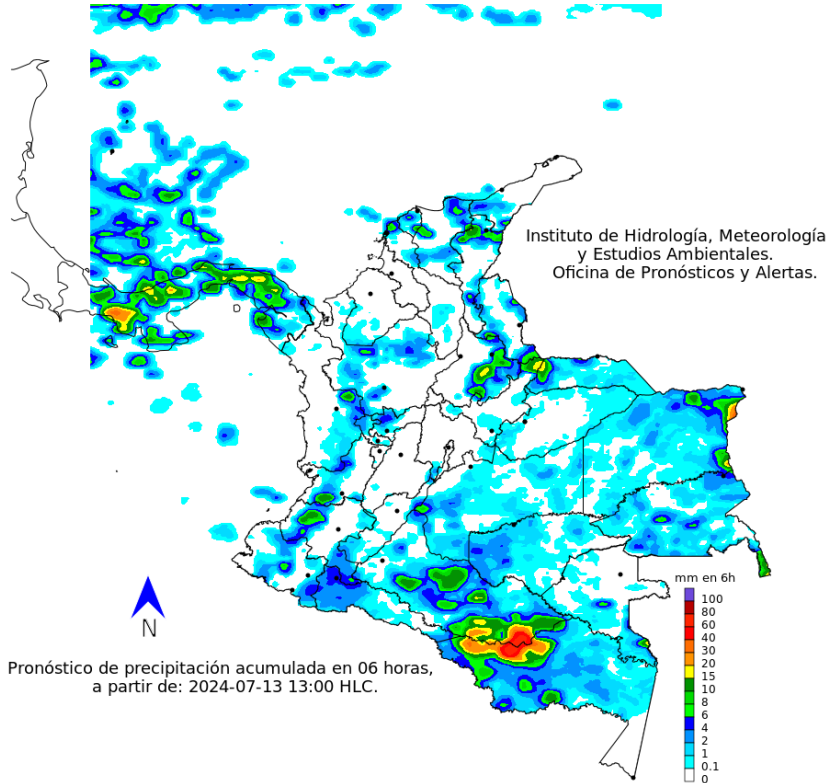 Instituto de Hidrología, Meteorología
y Estudios Ambientales.
Oficina de Pronósticos y Alertas.
mm en 6h
100
80
60
40
30
20
15
10
8
6
4
2
1
0.1
0
N
Pronóstico de precipitación acumulada en 06 horas,
a partir de: 2024-07-13 13:00 HLC.